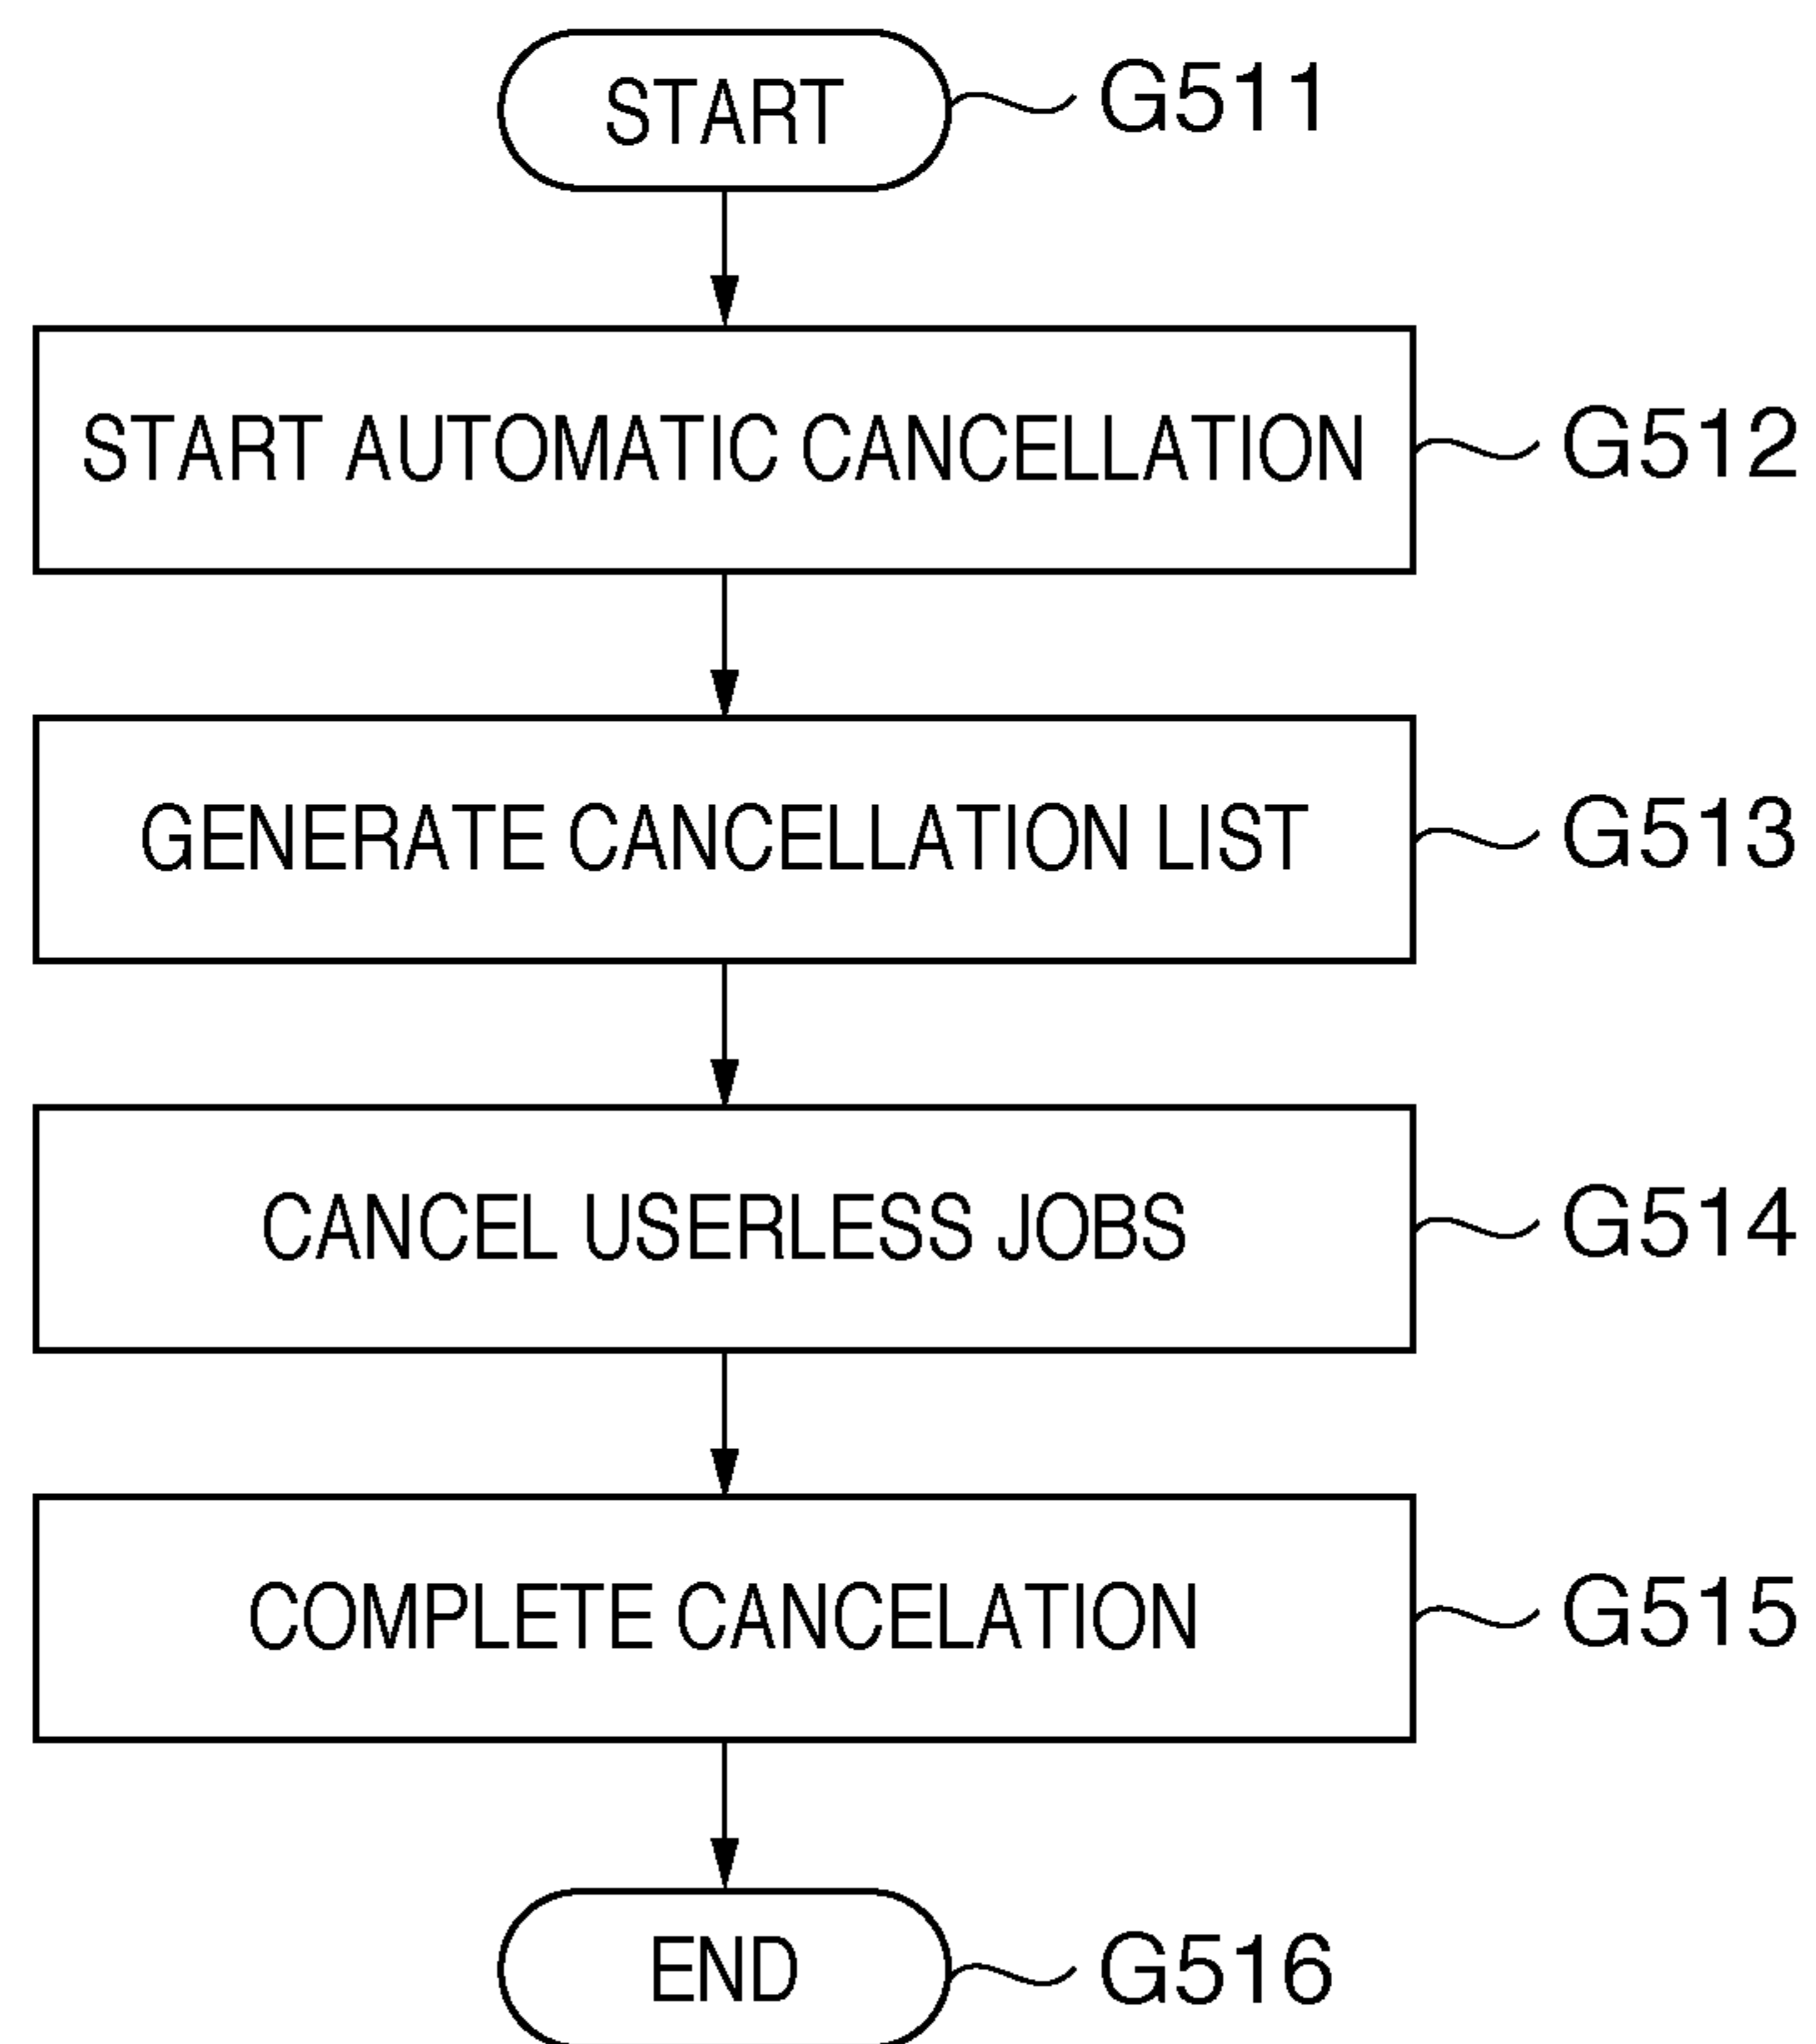 START G511
START AUTOMATIC CANCELLATION G512
GENERATE CANCELLATION LIST G513
CANCEL USERLESS JOBS G514
COMPLETE CANCELATION G515
END G516